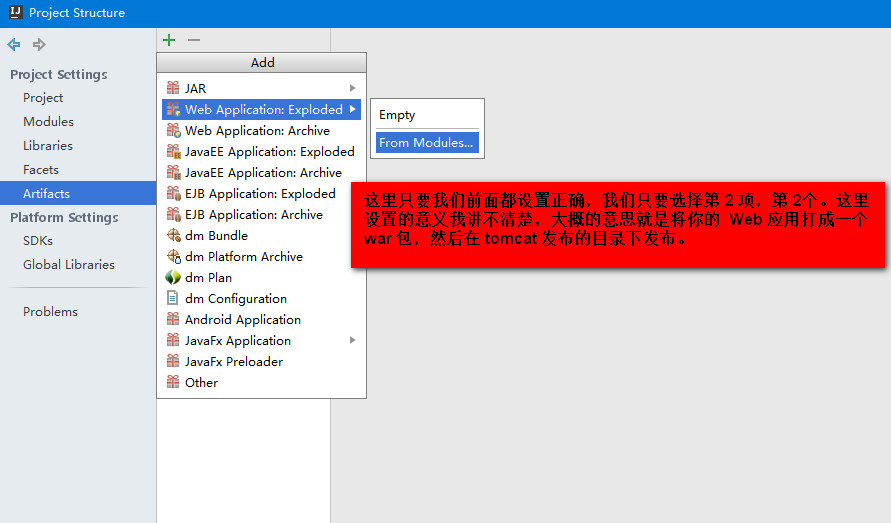 Project Structure
Project Settings
Project
Modules
Libraries
Facets
Artifacts
Platform Settings
SDKs
Global Libraries
Problems
Add
JAR
Web Application: Exploded
Web Application: Archive
JavaEE Application: Exploded
JavaEE Application: Archive
EJB Application: Exploded
EJB Application: Archive
dm Bundle
dm Platform Archive
dm Plan
dm Configuration
Android Application
JavaFx Application
JavaFx Preloader
Other
Empty
From Modules...
这里只要我们前面都设置正确，我们只要选择第 2 项，第 2个。这里
设置的意义我讲不清楚，大概的意思就是将你的 Web 应用打成一个
war 包，然后在 tomcat 发布的目录下发布。